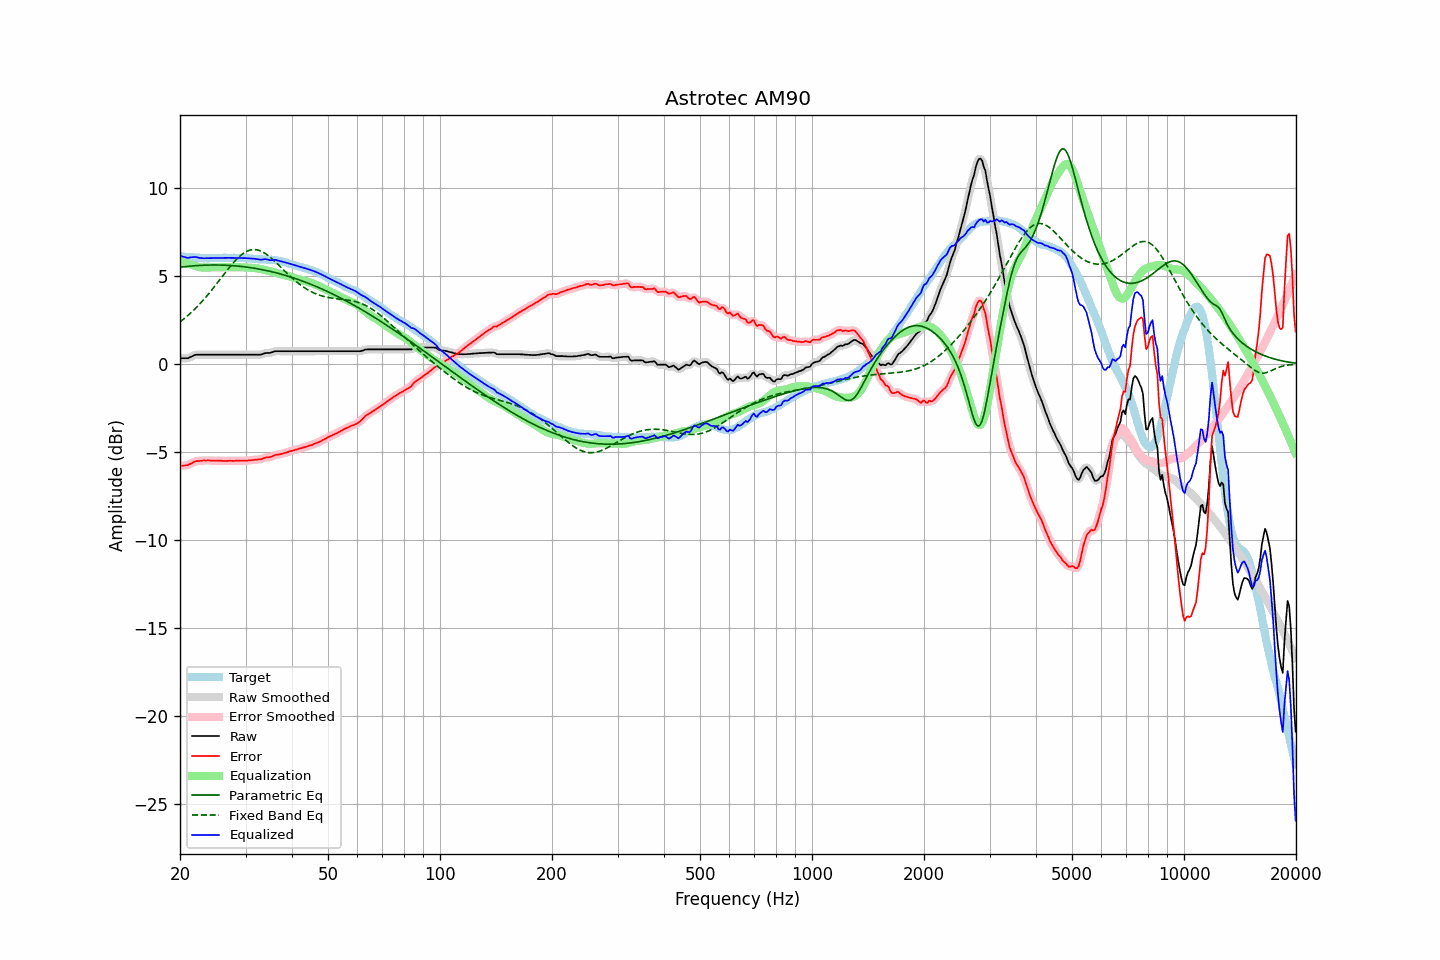 Astrotec AM90
Amplitude (dBr)
10
5
0
−5
−10
−15
−20
−25
Target
Raw Smoothed
Error Smoothed
Raw
Error
Equalization
Parametric Eq
Fixed Band Eq
Equalized
20 50 100 200 500 1000 2000 5000 10000 20000
Frequency (Hz)